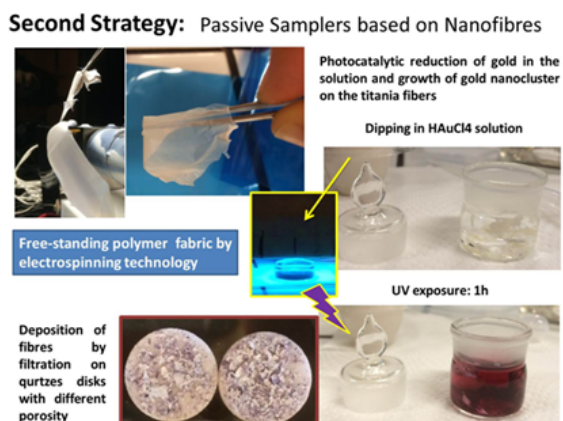 Second Strategy: Passive Samplers based on Nanofibres
Photocatalytic reduction of gold in the
solution and growth of gold nanocluster
on the titania fibers
Dipping in HAuCl4 solution
Free-standing polymer fabric by
electrospinning technology
UV exposure: 1h
Deposition of
fibres by
filtration on
qurtzes disks
with different
porosity